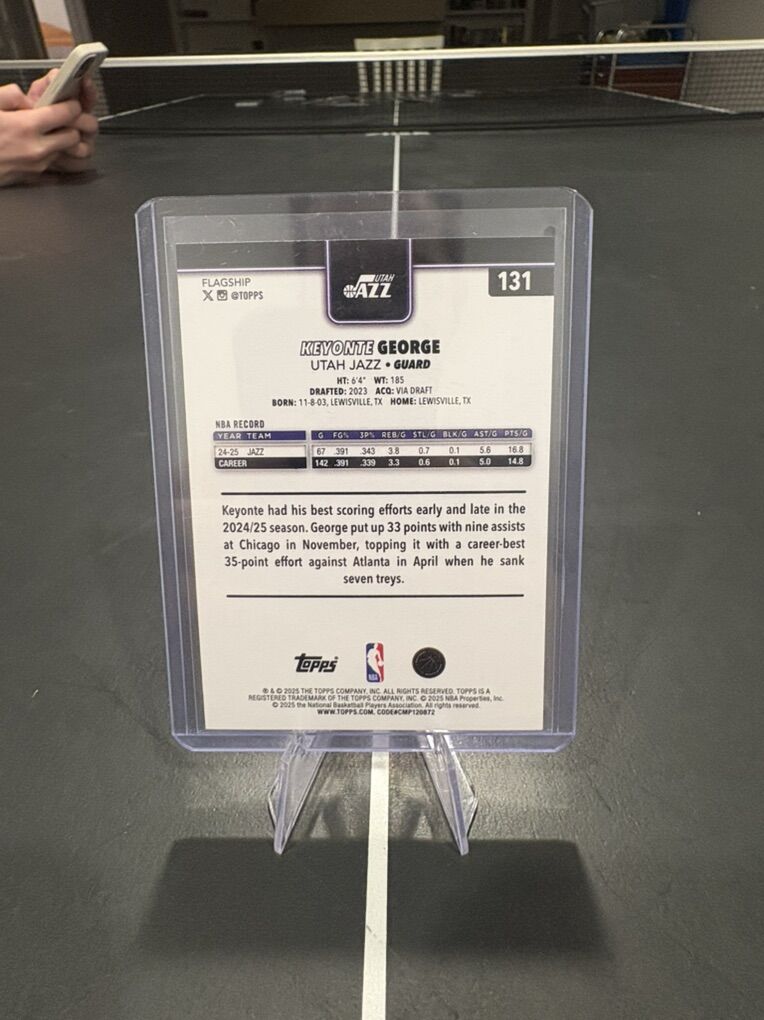 UTAH
JAZZ
131
FLAGSHIP
@TOPPS
KEYONTE GEORGE
UTAH JAZZ • GUARD
HT: 6'4" WT: 185
DRAFTED: 2023 ACQ: VIA DRAFT
BORN: 11-8-03, LEWISVILLE, TX HOME: LEWISVILLE, TX
NBA RECORD
YEAR TEAM G FG% 3P% REB/G STL/G BLK/G AST/G PTS/G
24-25 JAZZ 67 .391 .343 3.8 0.7 0.1 5.6 16.8
CAREER 142 .391 .339 3.3 0.6 0.1 5.0 14.8
Keyonte had his best scoring efforts early and late in the
2024/25 season. George put up 33 points with nine assists
at Chicago in November, topping it with a career-best
35-point effort against Atlanta in April when he sank
seven treys.
topps
NBA
® & © 2025 THE TOPPS COMPANY, INC. ALL RIGHTS RESERVED. TOPPS IS A
REGISTERED TRADEMARK OF THE TOPPS COMPANY, INC. © 2025 NBA Properties, Inc.
© 2025 the National Basketball Players Association. All rights reserved.
WWW.TOPPS.COM. CODE#CMP120872